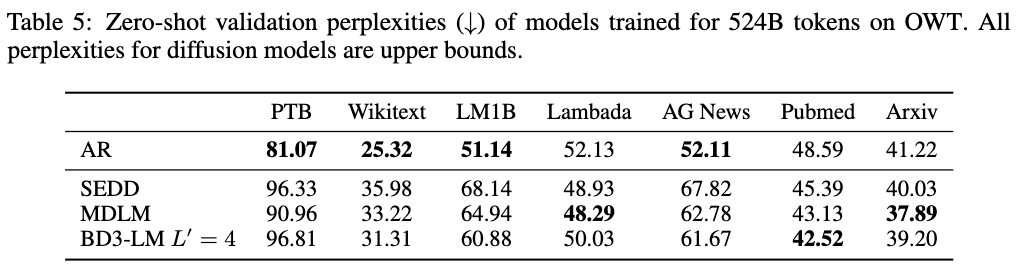 Table 5: Zero-shot validation perplexities (↓) of models trained for 524B tokens on OWT. All
perplexities for diffusion models are upper bounds.
PTB Wikitext LM1B Lambada AG News Pubmed Arxiv
AR 81.07 25.32 51.14 52.13 52.11 48.59 41.22
SEDD 96.33 35.98 68.14 48.93 67.82 45.39 40.03
MDLM 90.96 33.22 64.94 48.29 62.78 43.13 37.89
BD3-LM L′ = 4 96.81 31.31 60.88 50.03 61.67 42.52 39.20